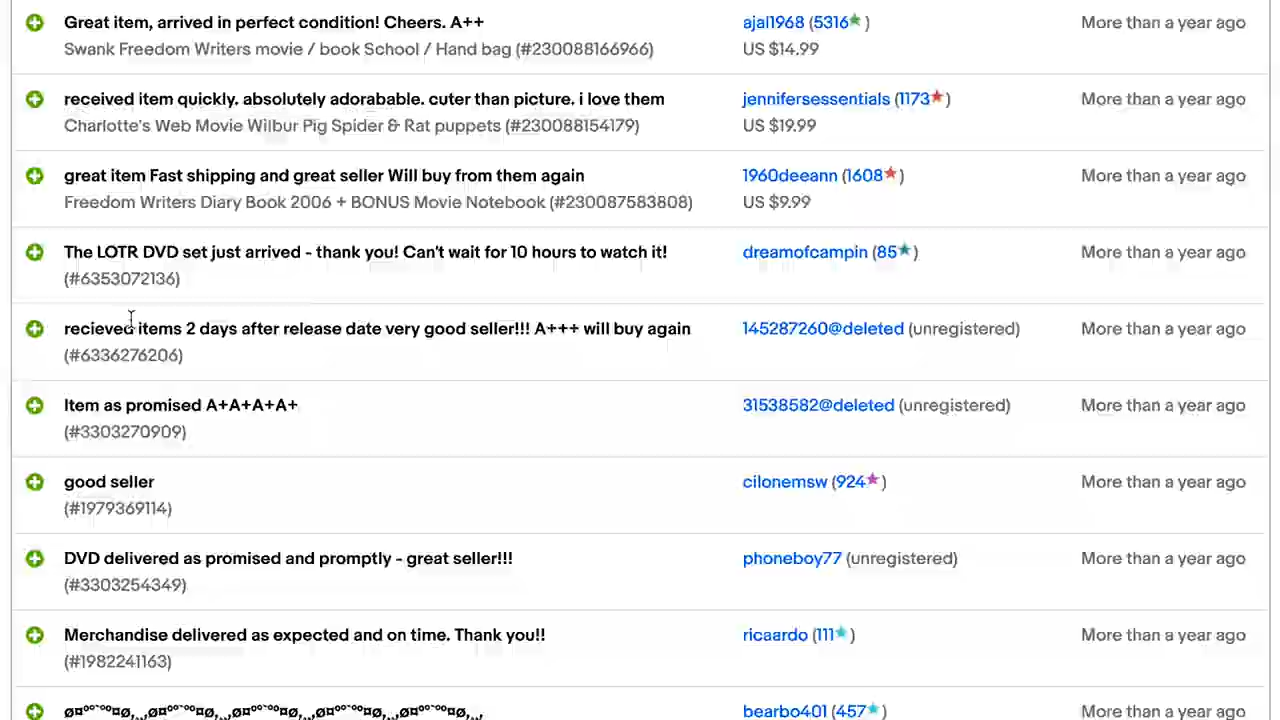 Great item, arrived in perfect condition! Cheers. A++ ajal1968 (5316) More than a year ago
Swank Freedom Writers movie / book School / Hand bag (#230088166966) US $14.99
received item quickly. absolutely adorabable. cuter than picture. i love them jennifersessentials (1173) More than a year ago
Charlotte's Web Movie Wilbur Pig Spider & Rat puppets (#230088154179) US $19.99
great item Fast shipping and great seller Will buy from them again 1960deeann (1608) More than a year ago
Freedom Writers Diary Book 2006 + BONUS Movie Notebook (#230087583808) US $9.99
The LOTR DVD set just arrived - thank you! Can't wait for 10 hours to watch it! dreamofcampin (85) More than a year ago
(#6353072136)
recieved items 2 days after release date very good seller!!! A+++ will buy again 145287260@deleted (unregistered) More than a year ago
(#6336276206)
Item as promised A+A+A+A+ 31538582@deleted (unregistered) More than a year ago
(#3303270909)
good seller cilonemsw (924) More than a year ago
(#1979369114)
DVD delivered as promised and promptly - great seller!!! phoneboy77 (unregistered) More than a year ago
(#3303254349)
Merchandise delivered as expected and on time. Thank you!! ricaardo (111) More than a year ago
(#1982241163)
bearbo401 (457) More than a year ago